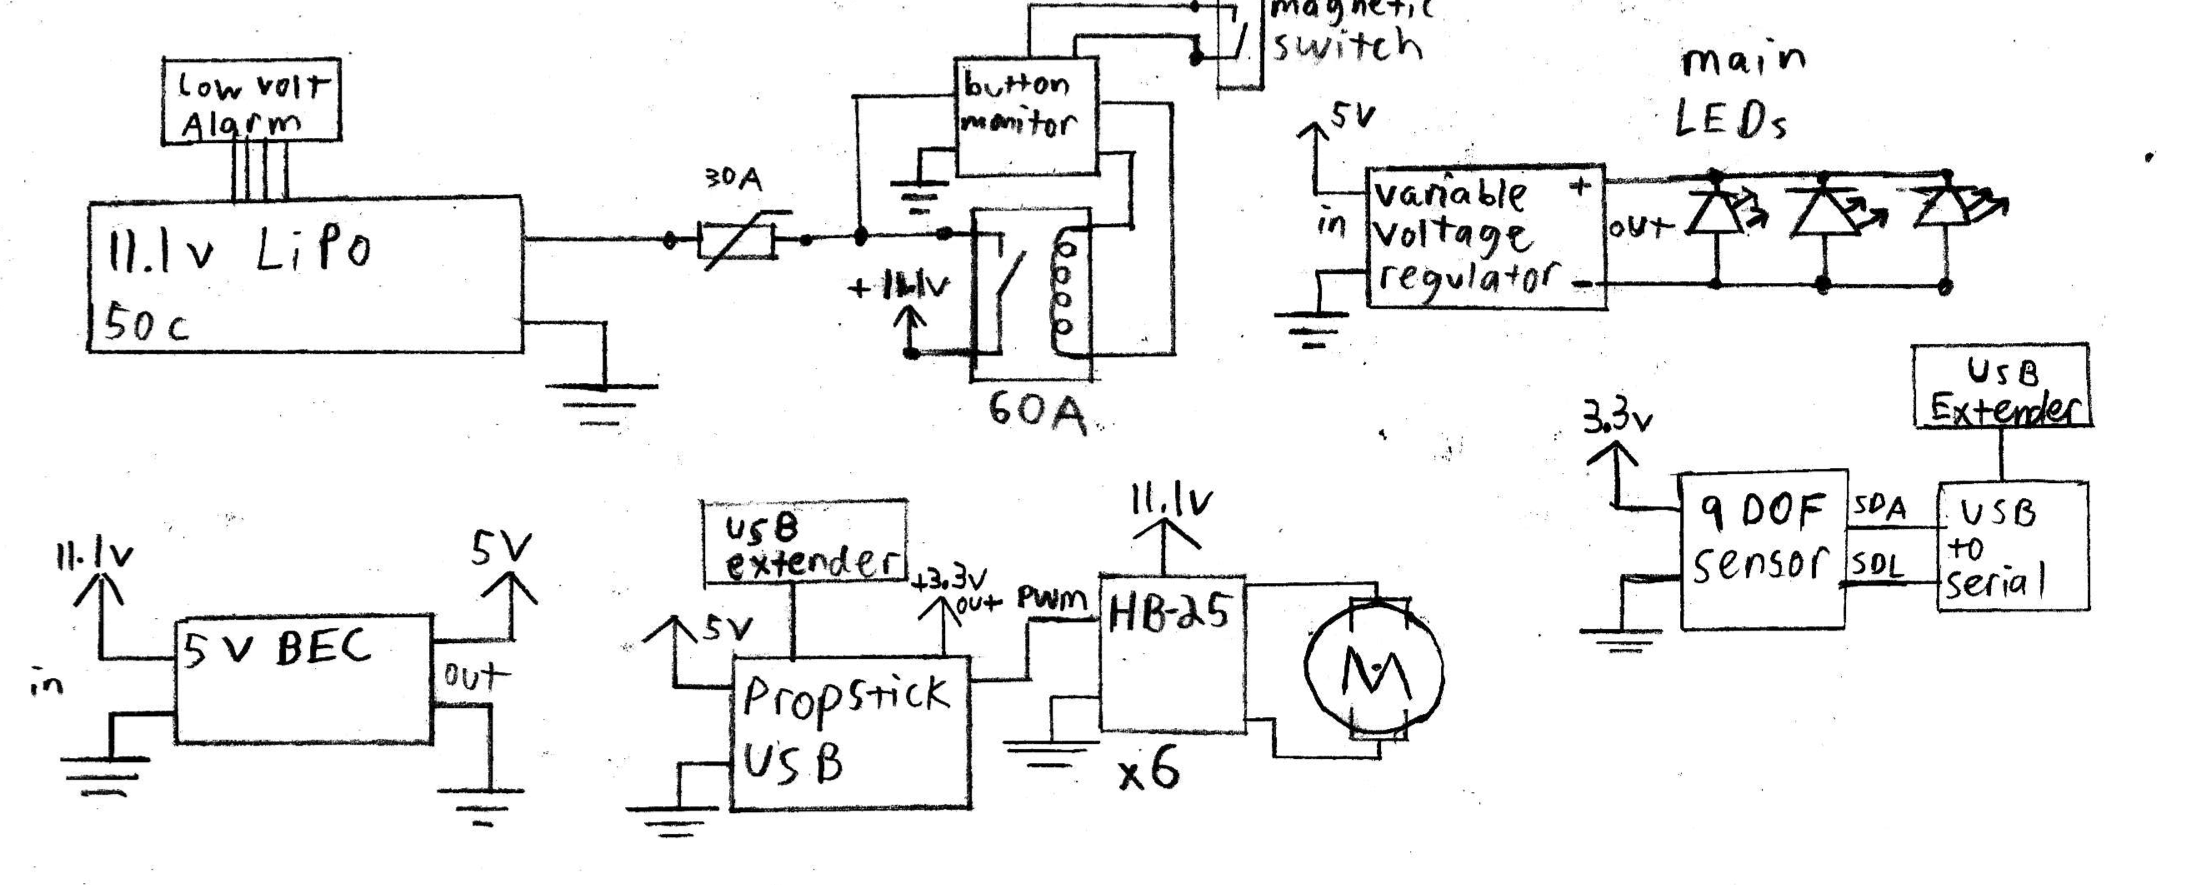 magnetic
switch
Low volt
Alarm
button
monitor
main
LEDs
5V
30A
11.1v LiPo
50c
variable
voltage
regulator
+
-
in
out
+11.1v
60A
USB
Extender
3.3v
9 DOF
sensor
SDA
SDL
USB
to
serial
11.1v
5V
5V BEC
in
out
USB
extender
+3.3v
out
5V
Propstick
USB
PWM
11.1v
HB-25
x6
M